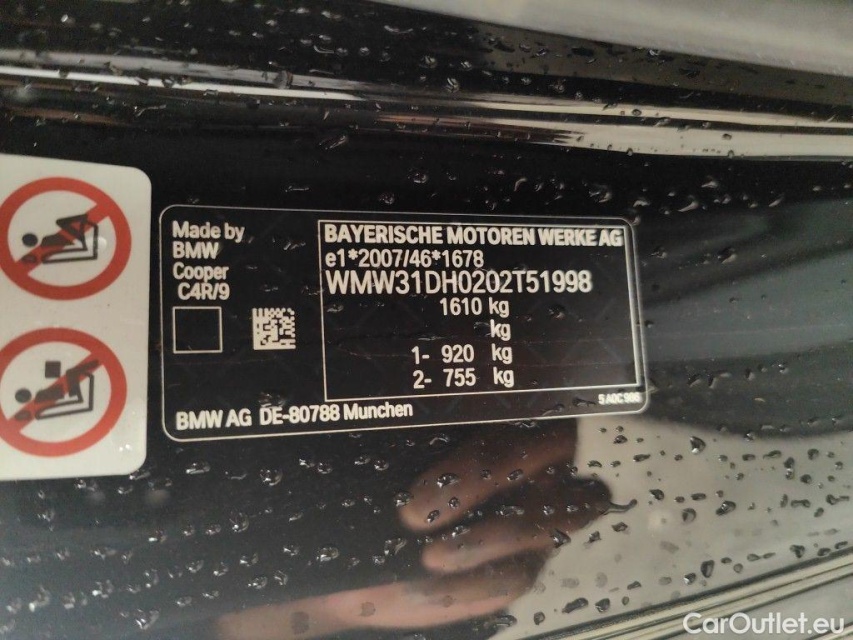 Made by
BMW
Cooper
C4R/9
BAYERISCHE MOTOREN WERKE AG
e1*2007/46*1678
WMW31DH0202T51998
1610 kg
kg
1- 920 kg
2- 755 kg
BMW AG DE-80788 Munchen
CarOutlet.eu